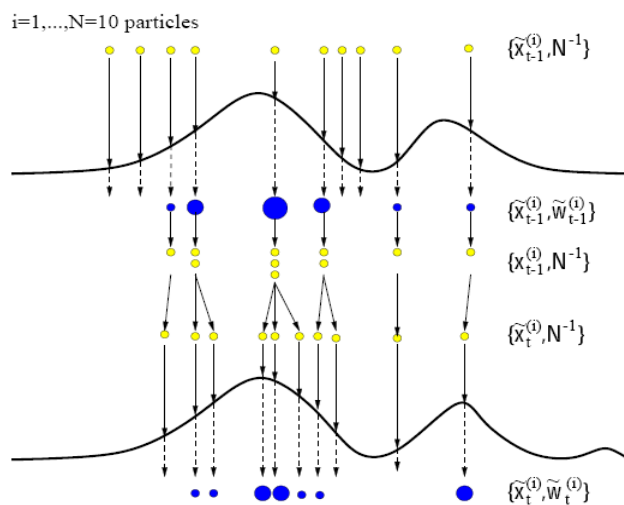 i=1,...,N=10 particles
{x̃_{t-1}^{(i)},N^{-1}}
{x̃_{t-1}^{(i)},w̃_{t-1}^{(i)}}
{x_{t-1}^{(i)},N^{-1}}
{x̃_t^{(i)},N^{-1}}
{x̃_t^{(i)},w̃_t^{(i)}}